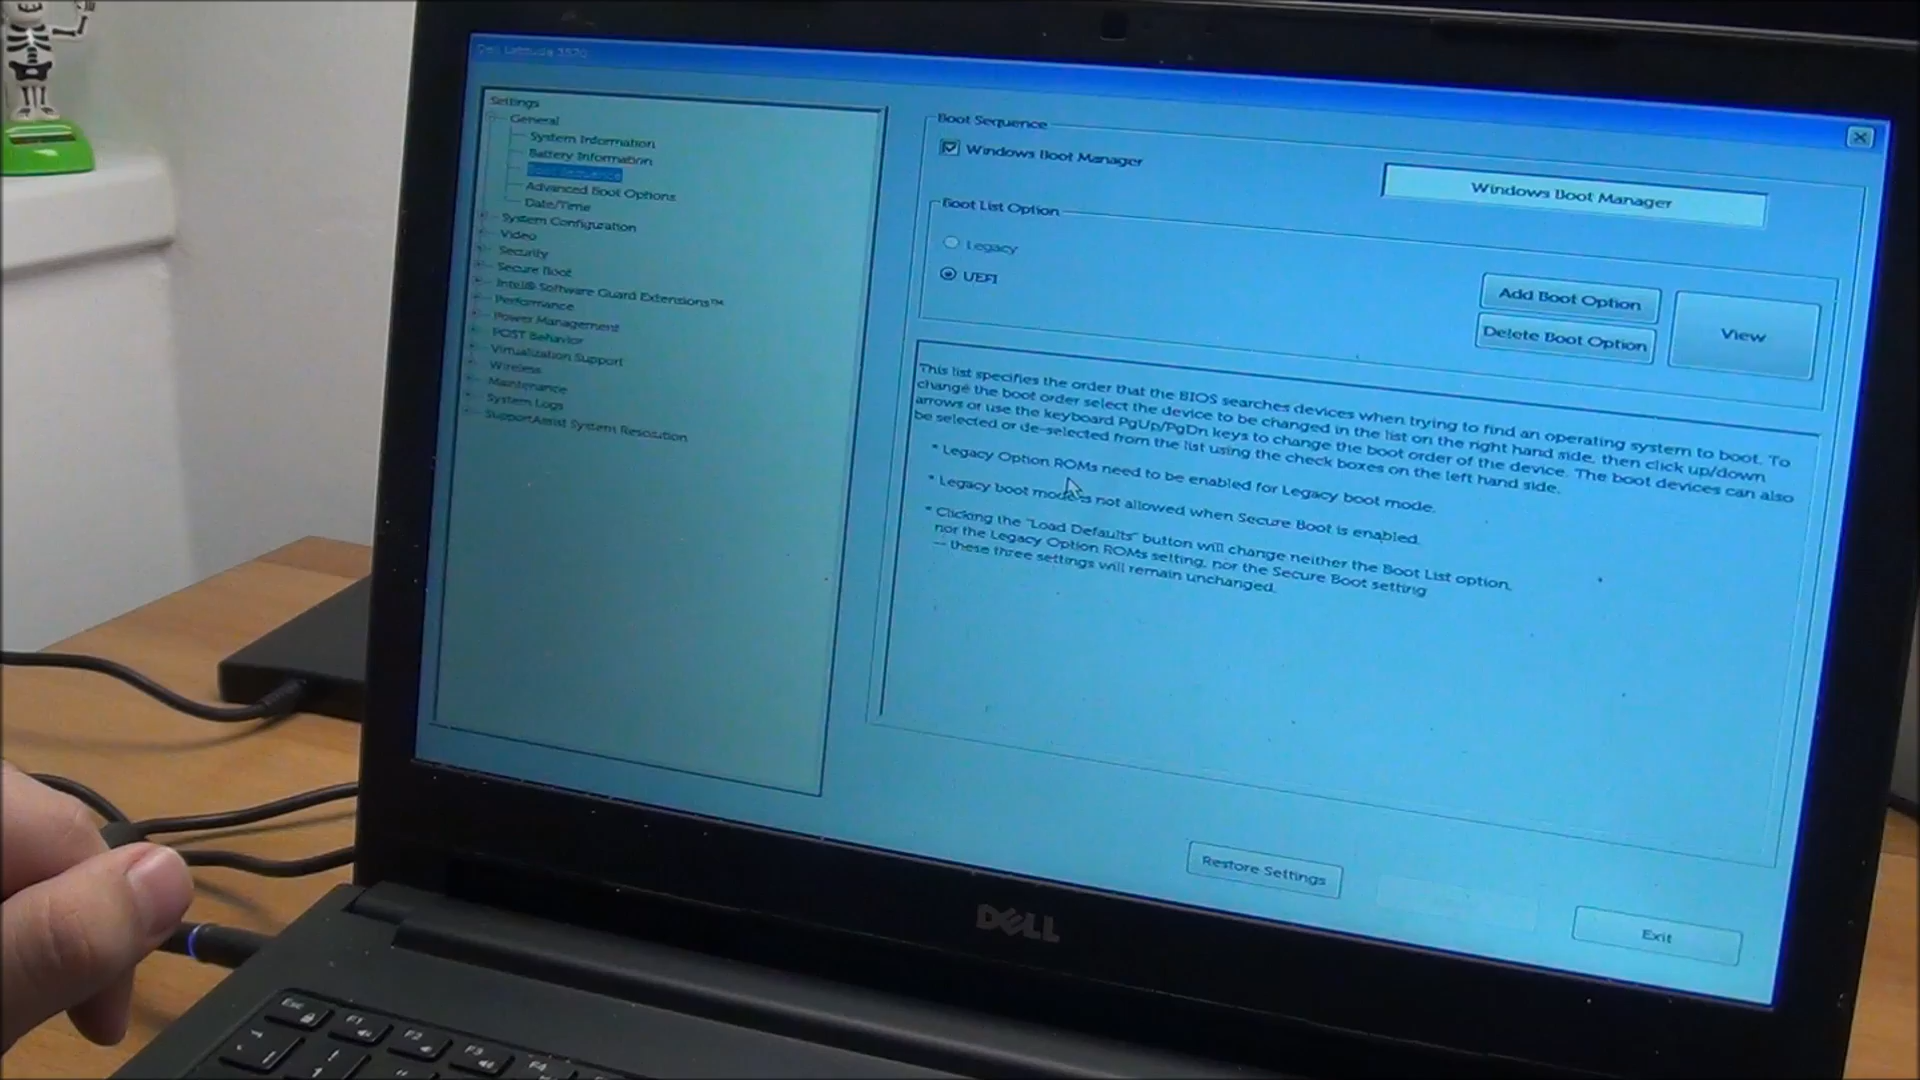 Dell Latitude 3570
Settings
General
System Information
Battery Information
Boot Sequence
Advanced Boot Options
Date/Time
System Configuration
Video
Security
Secure Boot
Intel® Software Guard Extensions™
Performance
Power Management
POST Behavior
Virtualization Support
Wireless
Maintenance
System Logs
SupportAssist System Resolution
Boot Sequence
Windows Boot Manager
Windows Boot Manager
Boot List Option
Legacy
UEFI
Add Boot Option
Delete Boot Option
View
This list specifies the order that the BIOS searches devices when trying to find an operating system to boot. To
change the boot order select the device to be changed in the list on the right hand side, then click up/down
arrows or use the keyboard PgUp/PgDn keys to change the boot order of the device. The boot devices can also
be selected or de-selected from the list using the check boxes on the left hand side.
* Legacy Option ROMs need to be enabled for Legacy boot mode.
* Legacy boot mode is not allowed when Secure Boot is enabled.
* Clicking the "Load Defaults" button will change neither the Boot List option,
nor the Legacy Option ROMs setting, nor the Secure Boot setting
-- these three settings will remain unchanged.
Restore Settings
Exit
DELL
Esc
F1
F2
F3
F4